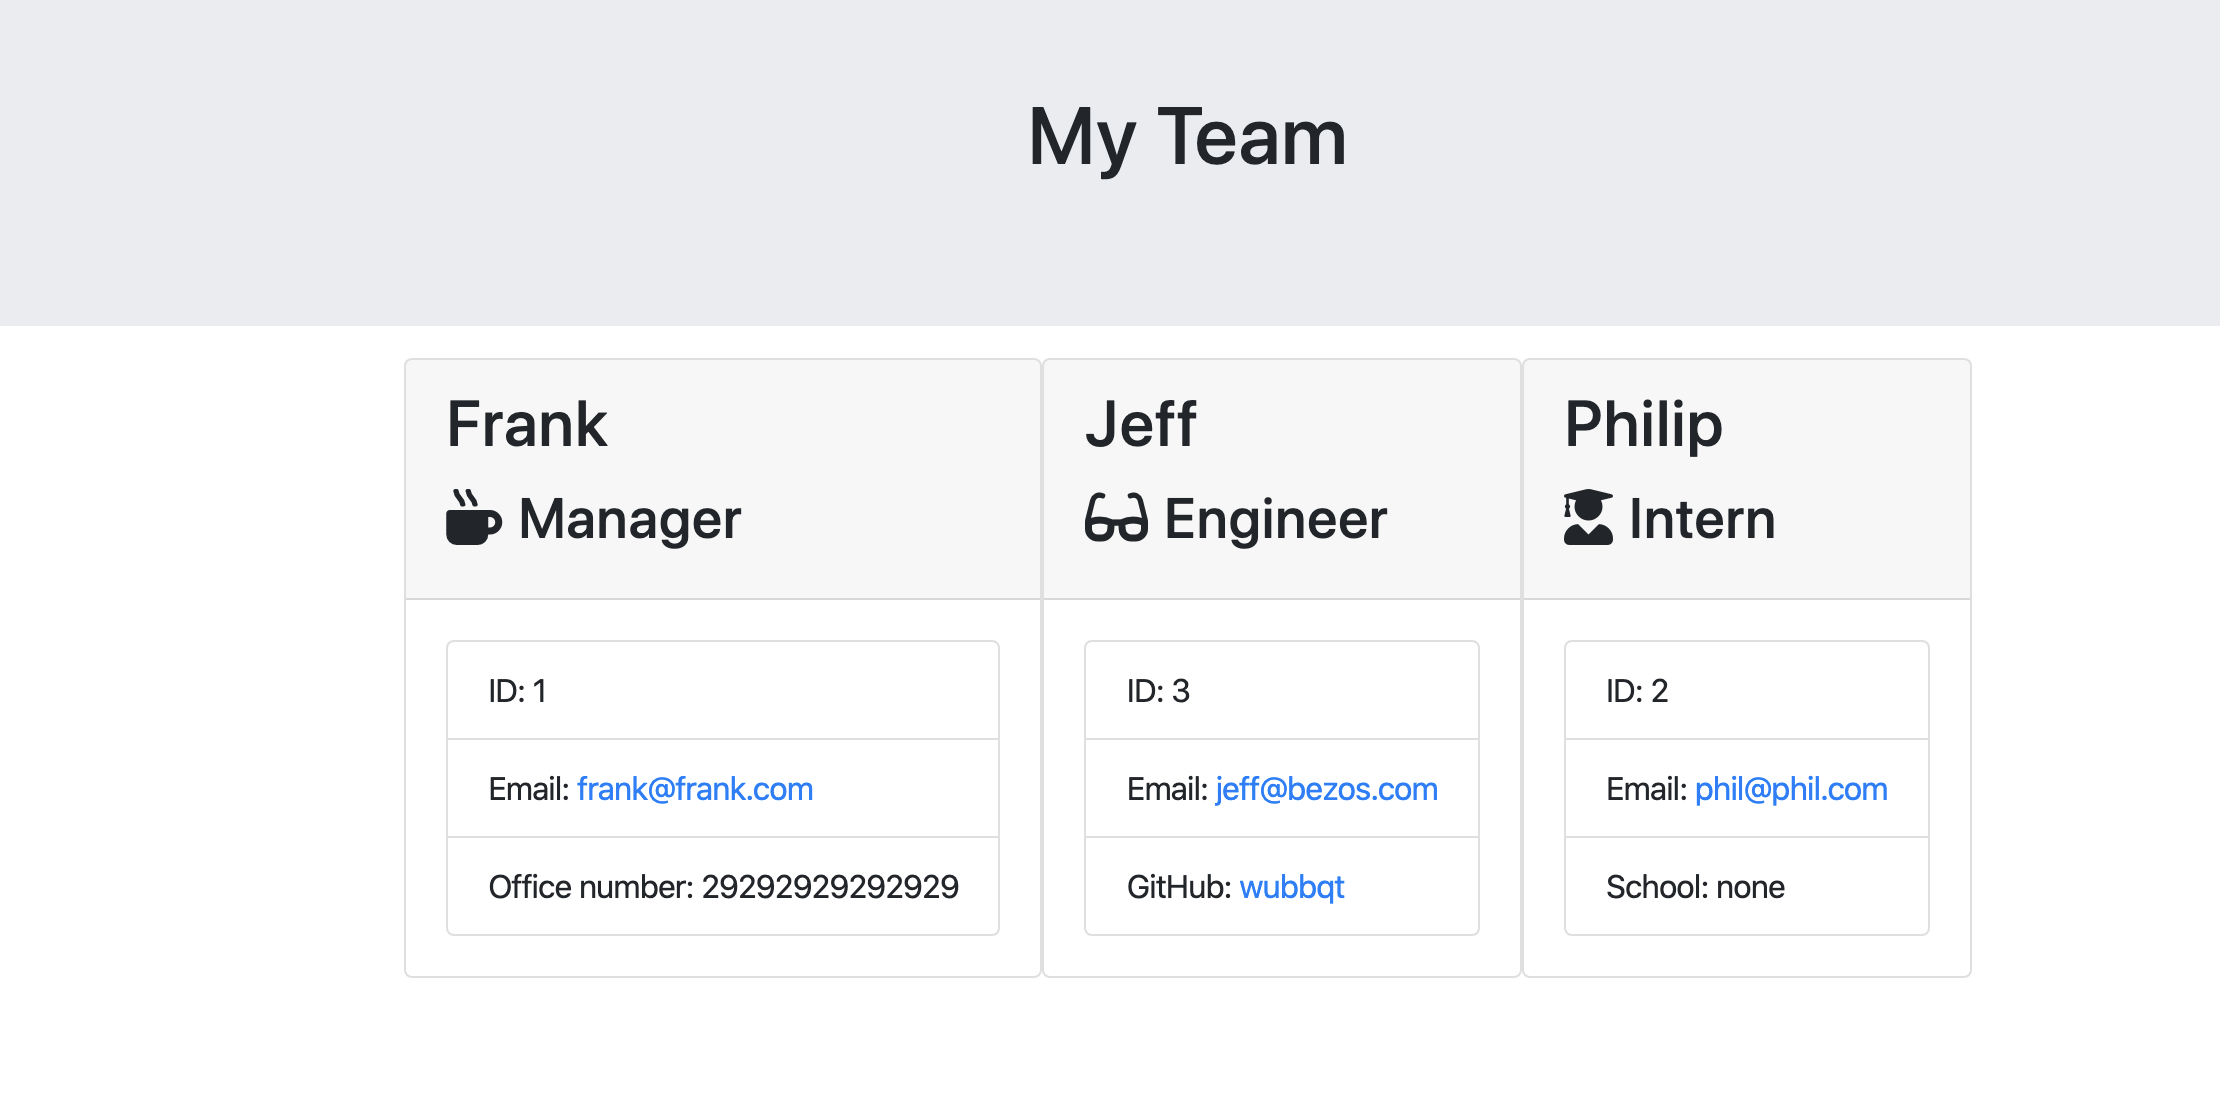 My Team
Frank
Manager
ID: 1
Email: frank@frank.com
Office number: 29292929292929
Jeff
Engineer
ID: 3
Email: jeff@bezos.com
GitHub: wubbqt
Philip
Intern
ID: 2
Email: phil@phil.com
School: none